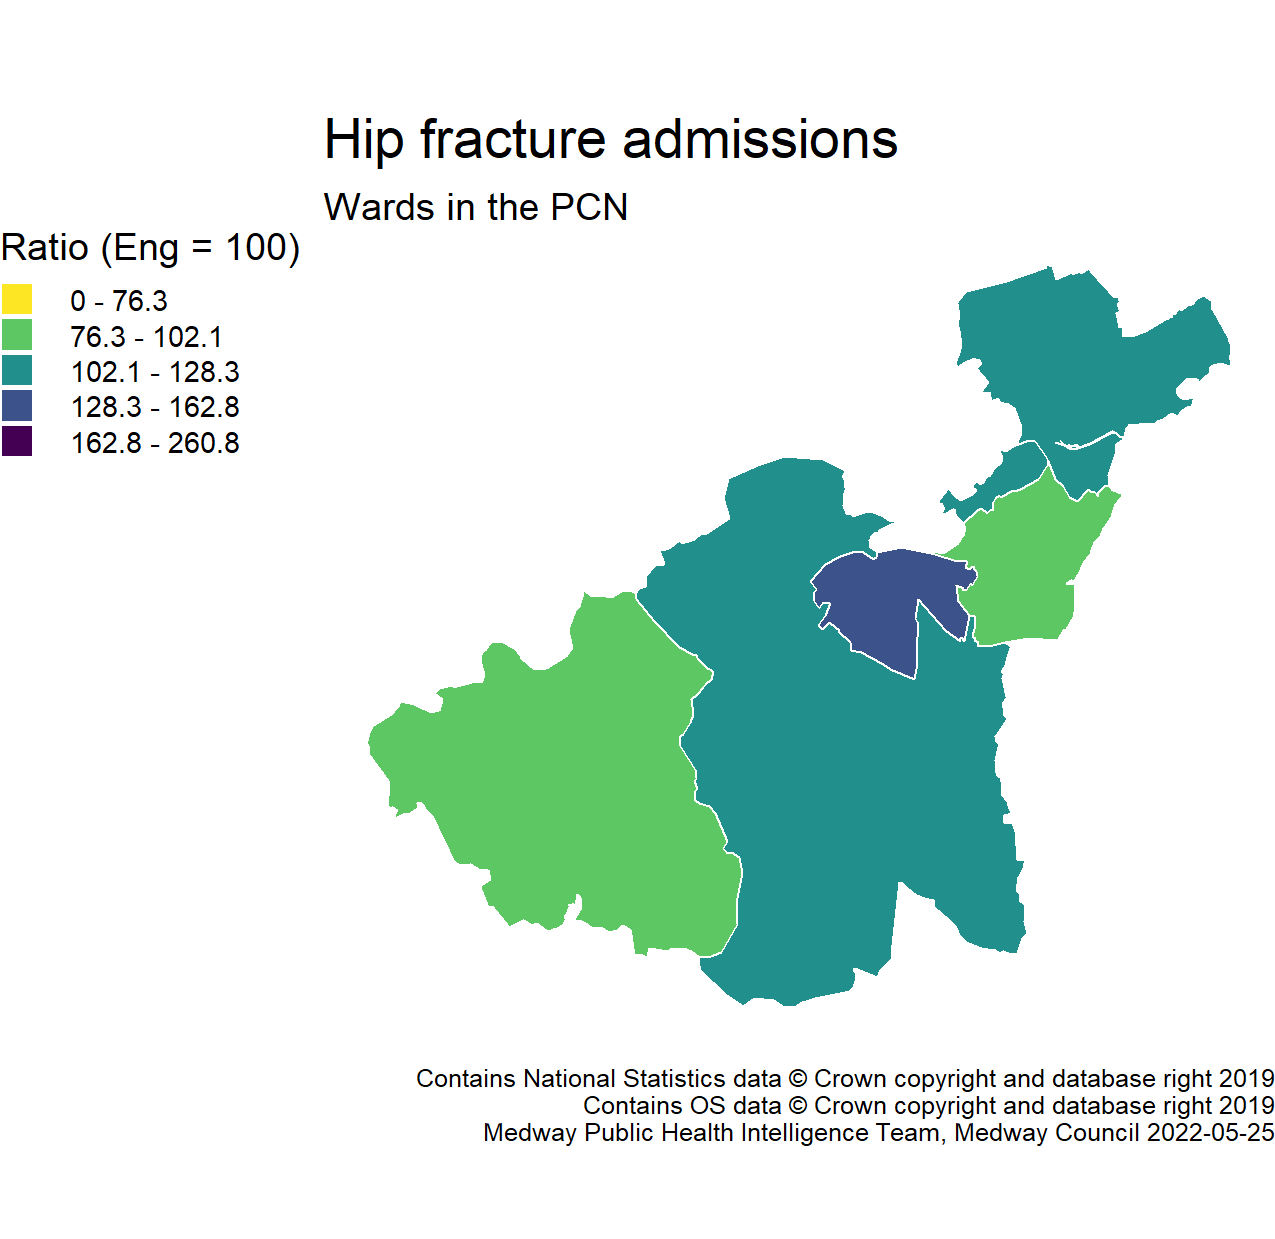 Hip fracture admissions
Wards in the PCN
Ratio (Eng = 100)
0 - 76.3
76.3 - 102.1
102.1 - 128.3
128.3 - 162.8
162.8 - 260.8
Contains National Statistics data © Crown copyright and database right 2019
Contains OS data © Crown copyright and database right 2019
Medway Public Health Intelligence Team, Medway Council 2022-05-25